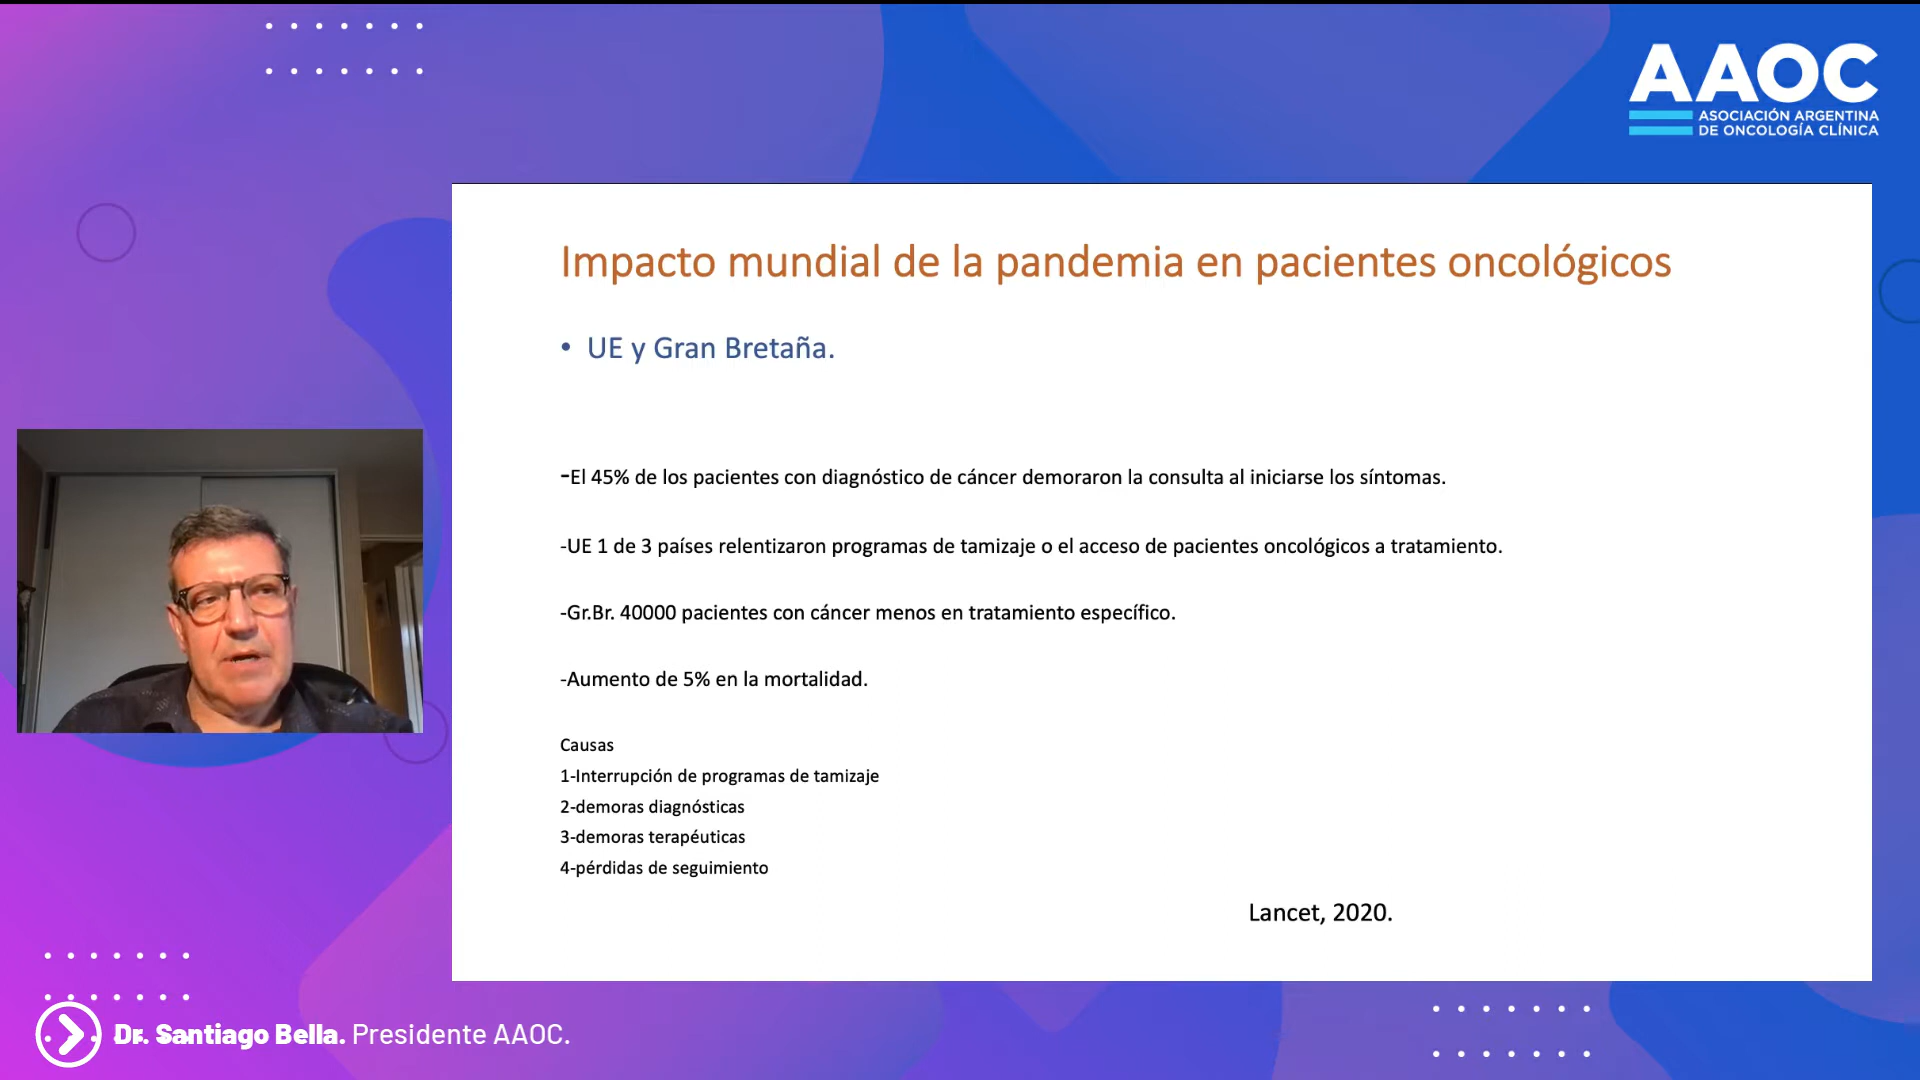 AAOC
ASOCIACIÓN ARGENTINA
DE ONCOLOGÍA CLÍNICA
Impacto mundial de la pandemia en pacientes oncológicos
• UE y Gran Bretaña.
-El 45% de los pacientes con diagnóstico de cáncer demoraron la consulta al iniciarse los síntomas.
-UE 1 de 3 países relentizaron programas de tamizaje o el acceso de pacientes oncológicos a tratamiento.
-Gr.Br. 40000 pacientes con cáncer menos en tratamiento específico.
-Aumento de 5% en la mortalidad.
Causas
1-Interrupción de programas de tamizaje
2-demoras diagnósticas
3-demoras terapéuticas
4-pérdidas de seguimiento
Lancet, 2020.
Dr. Santiago Bella. Presidente AAOC.